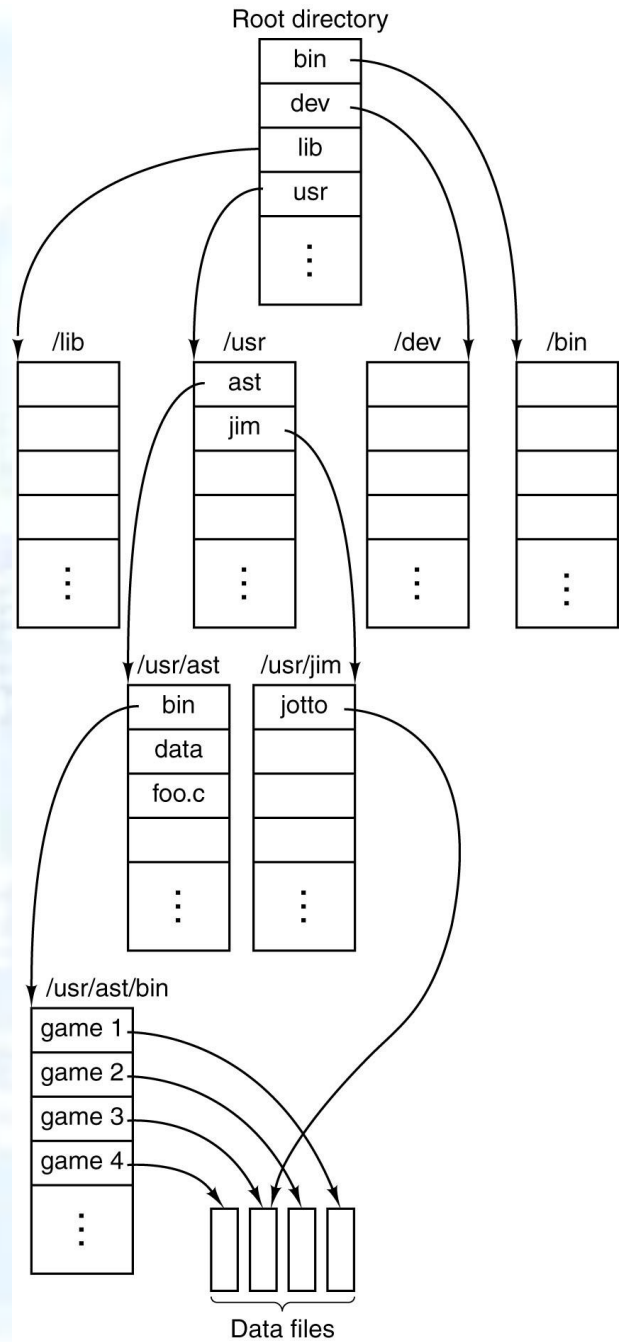 Root directory
bin
dev
lib
usr
⋮
/lib
/usr
/dev
/bin
ast
jim
⋮
⋮
⋮
⋮
/usr/ast
/usr/jim
bin
jotto
data
foo.c
⋮
⋮
/usr/ast/bin
game 1
game 2
game 3
game 4
⋮
Data files